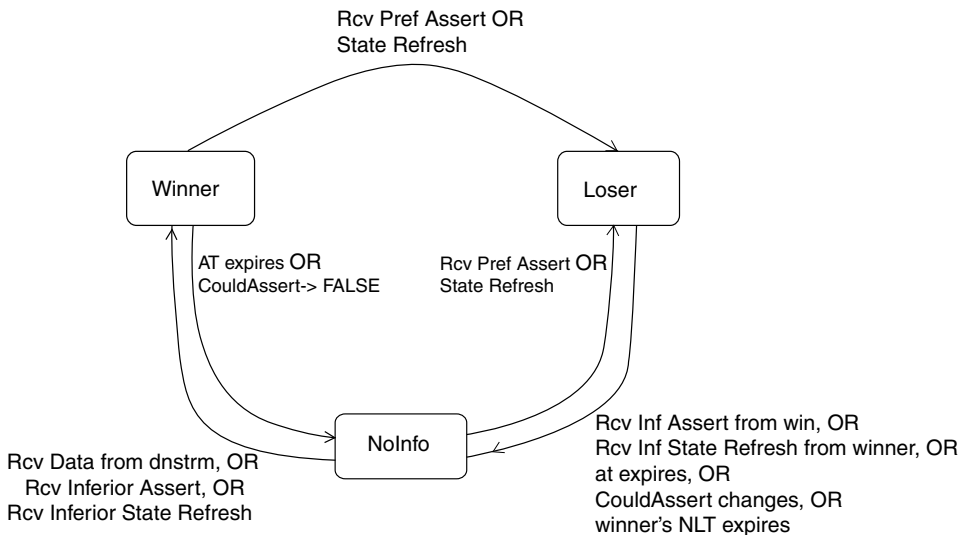 Rcv Pref Assert OR
State Refresh
Winner
Loser
AT expires OR
CouldAssert-> FALSE
Rcv Pref Assert OR
State Refresh
NoInfo
Rcv Data from dnstrm, OR
Rcv Inferior Assert, OR
Rcv Inferior State Refresh
Rcv Inf Assert from win, OR
Rcv Inf State Refresh from winner, OR
at expires, OR
CouldAssert changes, OR
winner's NLT expires